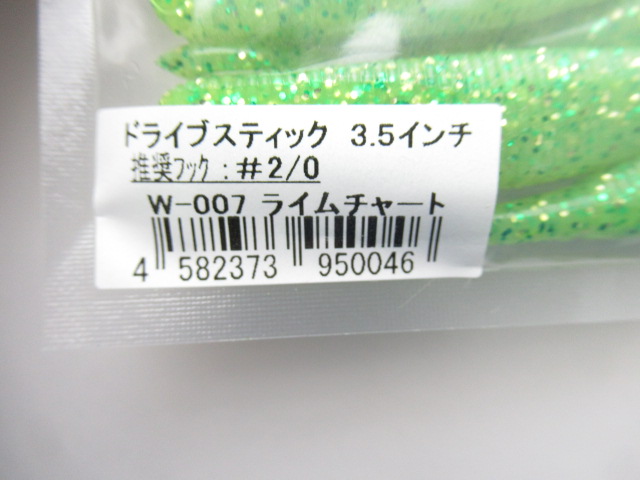 ドライブスティック 3.5インチ
推奨フック：#2/0
W-007 ライムチャート
4 582373 950046